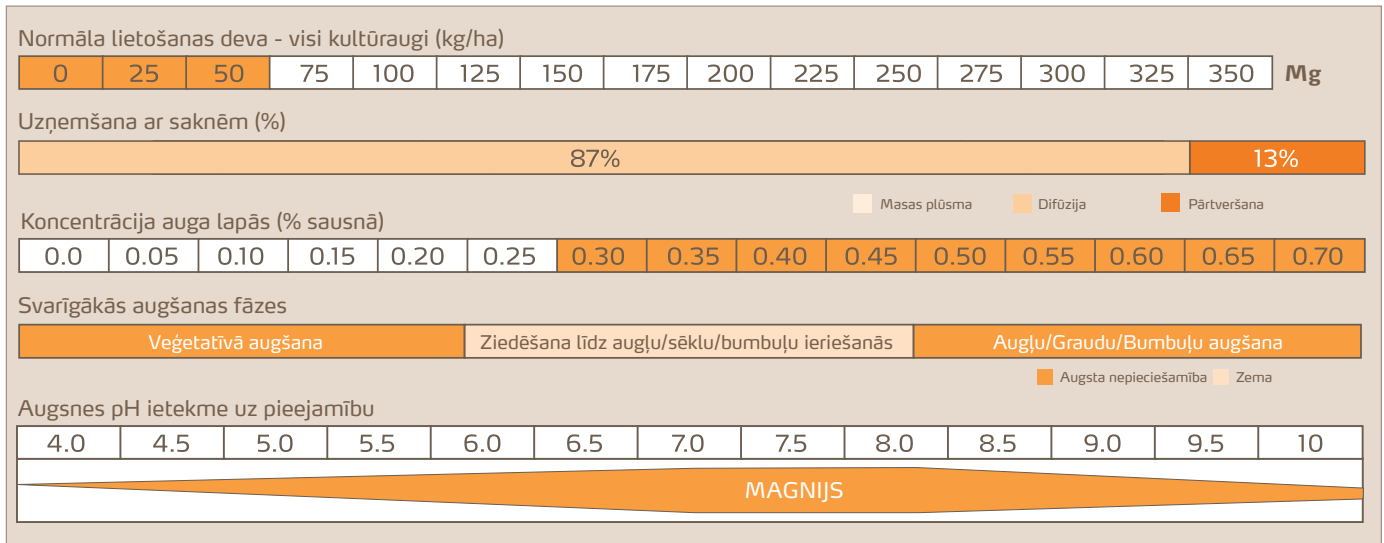 Normāla lietošanas deva - visi kultūraugi (kg/ha)
0 25 50 75 100 125 150 175 200 225 250 275 300 325 350 Mg
Uzņemšana ar saknēm (%)
87% 13%
Masas plūsma Difūzija Pārtveršana
Koncentrācija auga lapās (% sausnā)
0.0 0.05 0.10 0.15 0.20 0.25 0.30 0.35 0.40 0.45 0.50 0.55 0.60 0.65 0.70
Svarīgākās augšanas fāzes
Veģetatīvā augšana Ziedēšana līdz augļu/sēklu/bumbuļu ieriešanās Augļu/Graudu/Bumbuļu augšana
Augsta nepieciešamība Zema
Augsnes pH ietekme uz pieejamību
4.0 4.5 5.0 5.5 6.0 6.5 7.0 7.5 8.0 8.5 9.0 9.5 10
MAGNIJS